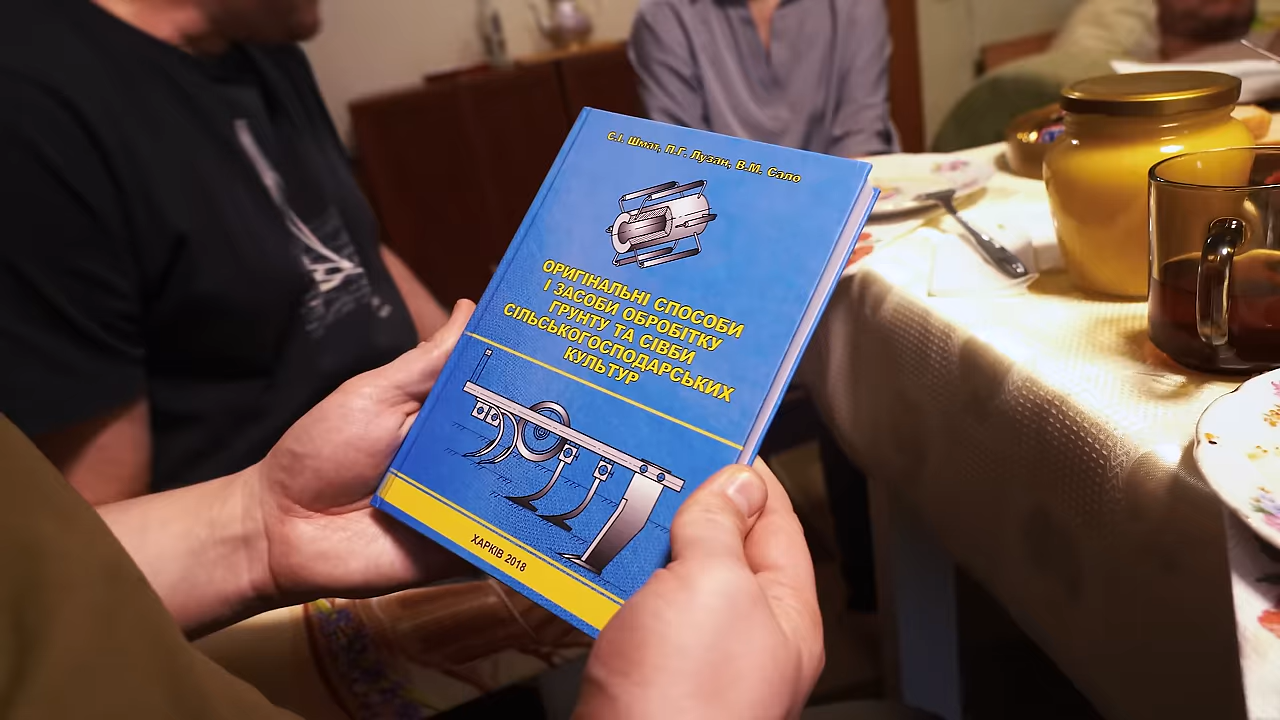 С.І. Шмат, П.Г. Лузан, В.М. Сало
ОРИГІНАЛЬНІ СПОСОБИ
І ЗАСОБИ ОБРОБІТКУ
ГРУНТУ ТА СІВБИ
СІЛЬСЬКОГОСПОДАРСЬКИХ
КУЛЬТУР
ХАРКІВ 2018